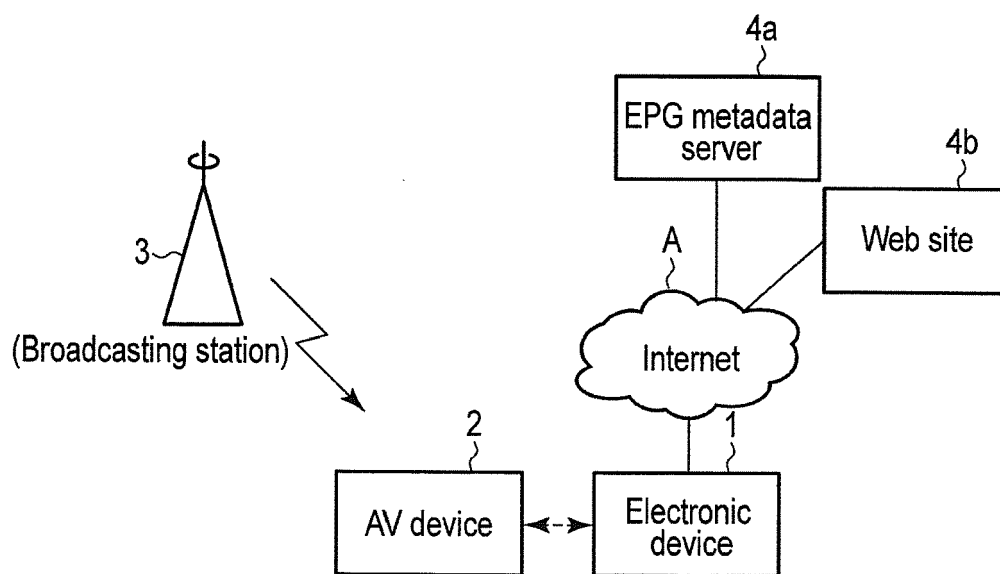 4a
EPG metadata
server
4b
Web site
3
(Broadcasting station)
A
Internet
2
AV device
1
Electronic
device